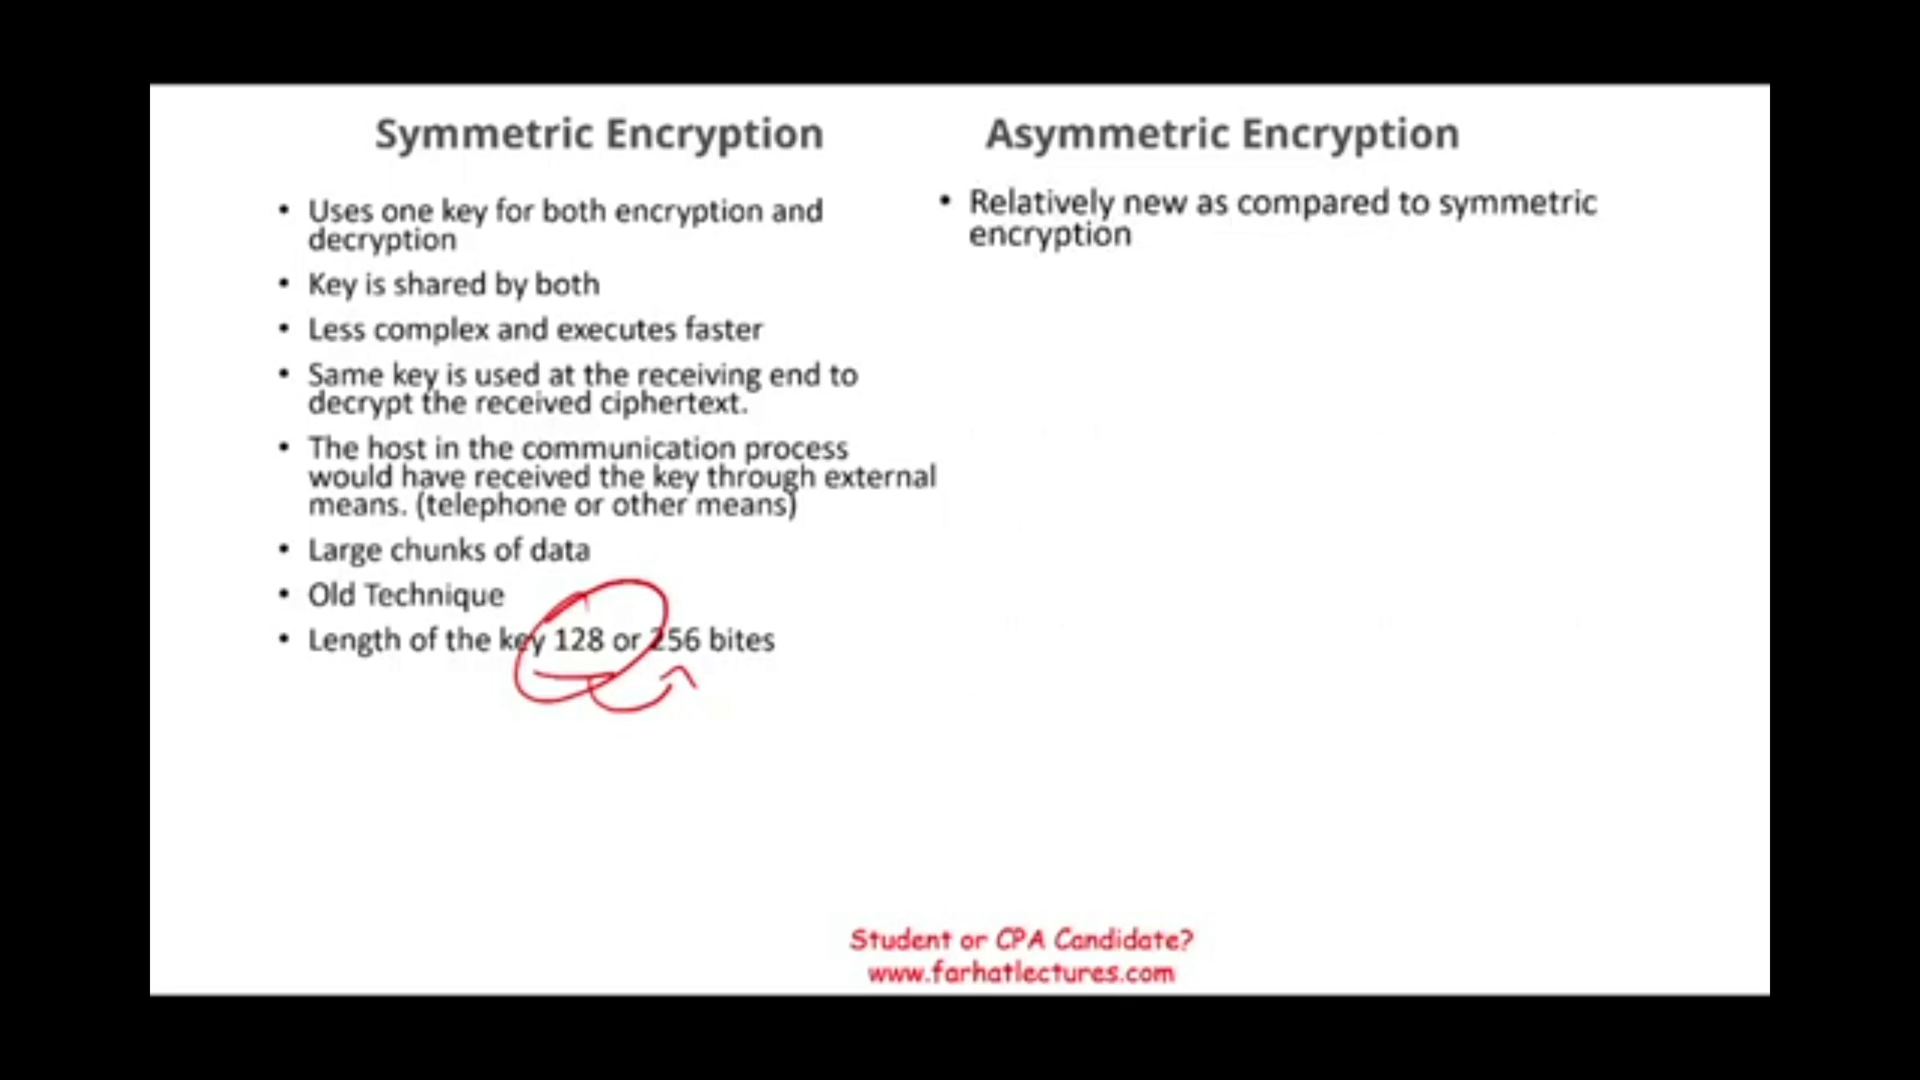 Symmetric Encryption
• Uses one key for both encryption and
decryption
• Key is shared by both
• Less complex and executes faster
• Same key is used at the receiving end to
decrypt the received ciphertext.
• The host in the communication process
would have received the key through external
means. (telephone or other means)
• Large chunks of data
• Old Technique
• Length of the key 128 or 256 bites
Asymmetric Encryption
• Relatively new as compared to symmetric
encryption
Student or CPA Candidate?
www.farhatlectures.com